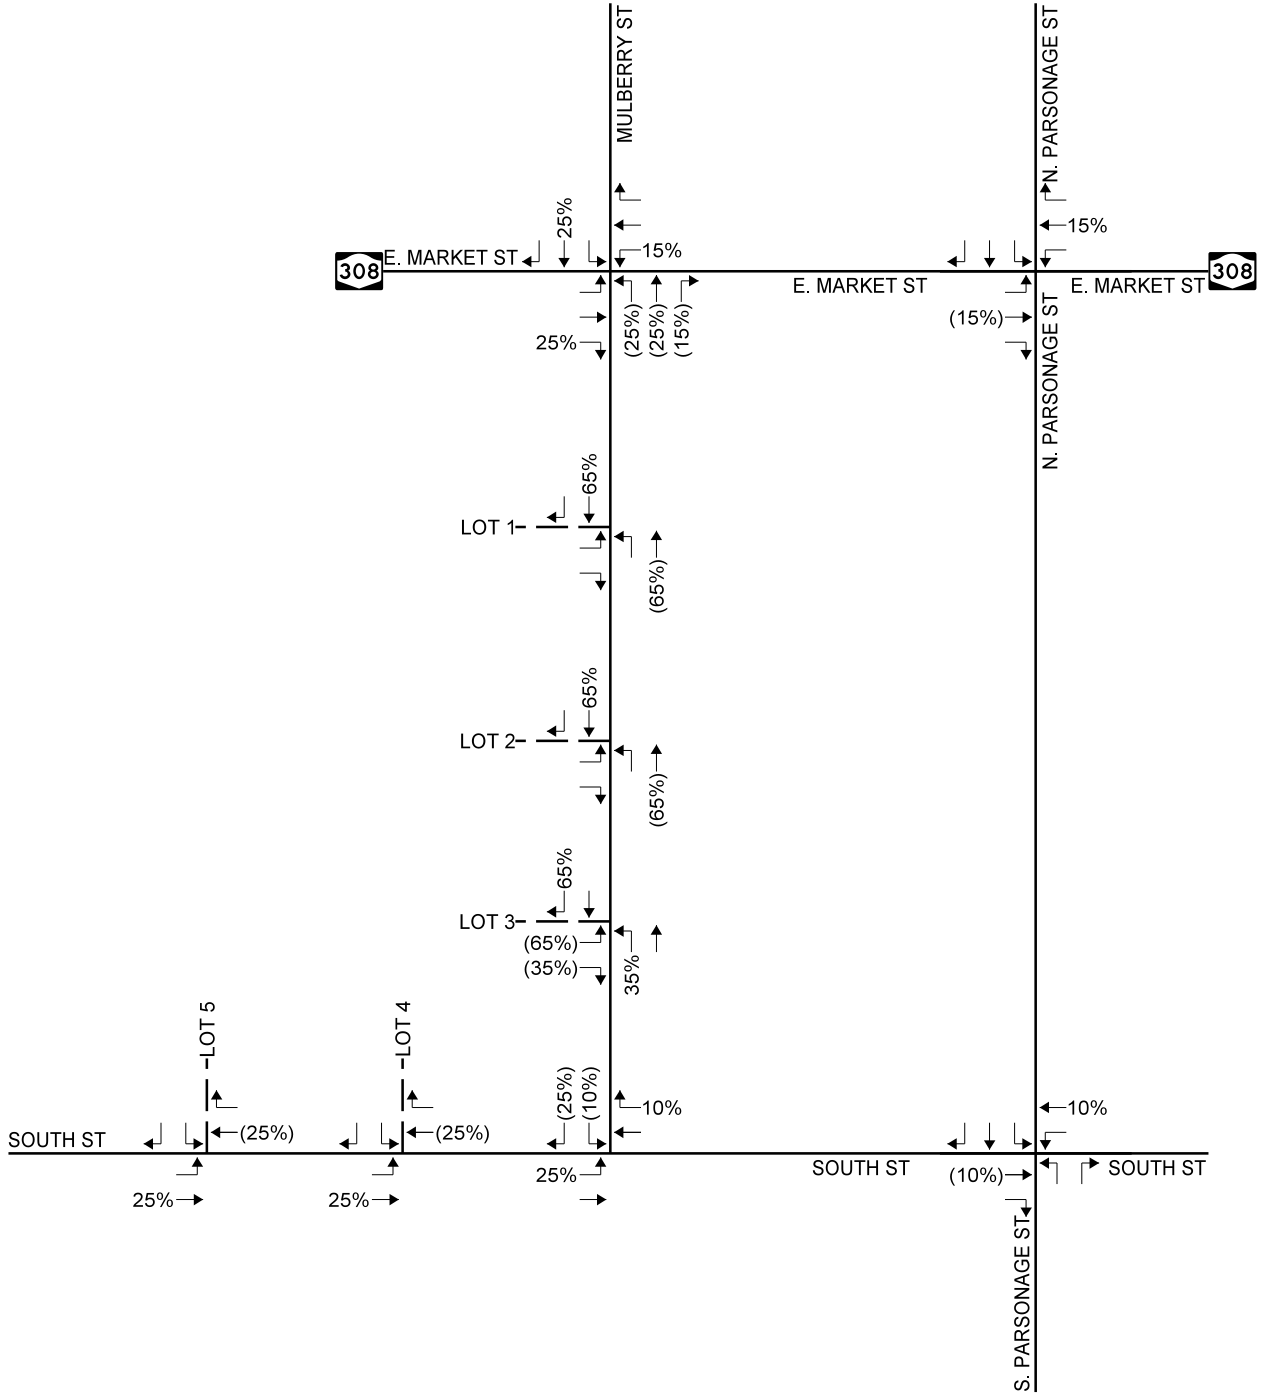 MULBERRY ST
N. PARSONAGE ST
25%
15%
15%
308
E. MARKET ST
E. MARKET ST
E. MARKET ST
308
25%
(25%)
(25%)
(15%)
(15%)
N. PARSONAGE ST
65%
LOT 1
(65%)
65%
LOT 2
(65%)
65%
LOT 3
(65%)
(35%)
35%
LOT 5
LOT 4
(25%)
(10%)
10%
10%
(25%)
(25%)
SOUTH ST
SOUTH ST
SOUTH ST
25%
(10%)
25%
25%
S. PARSONAGE ST